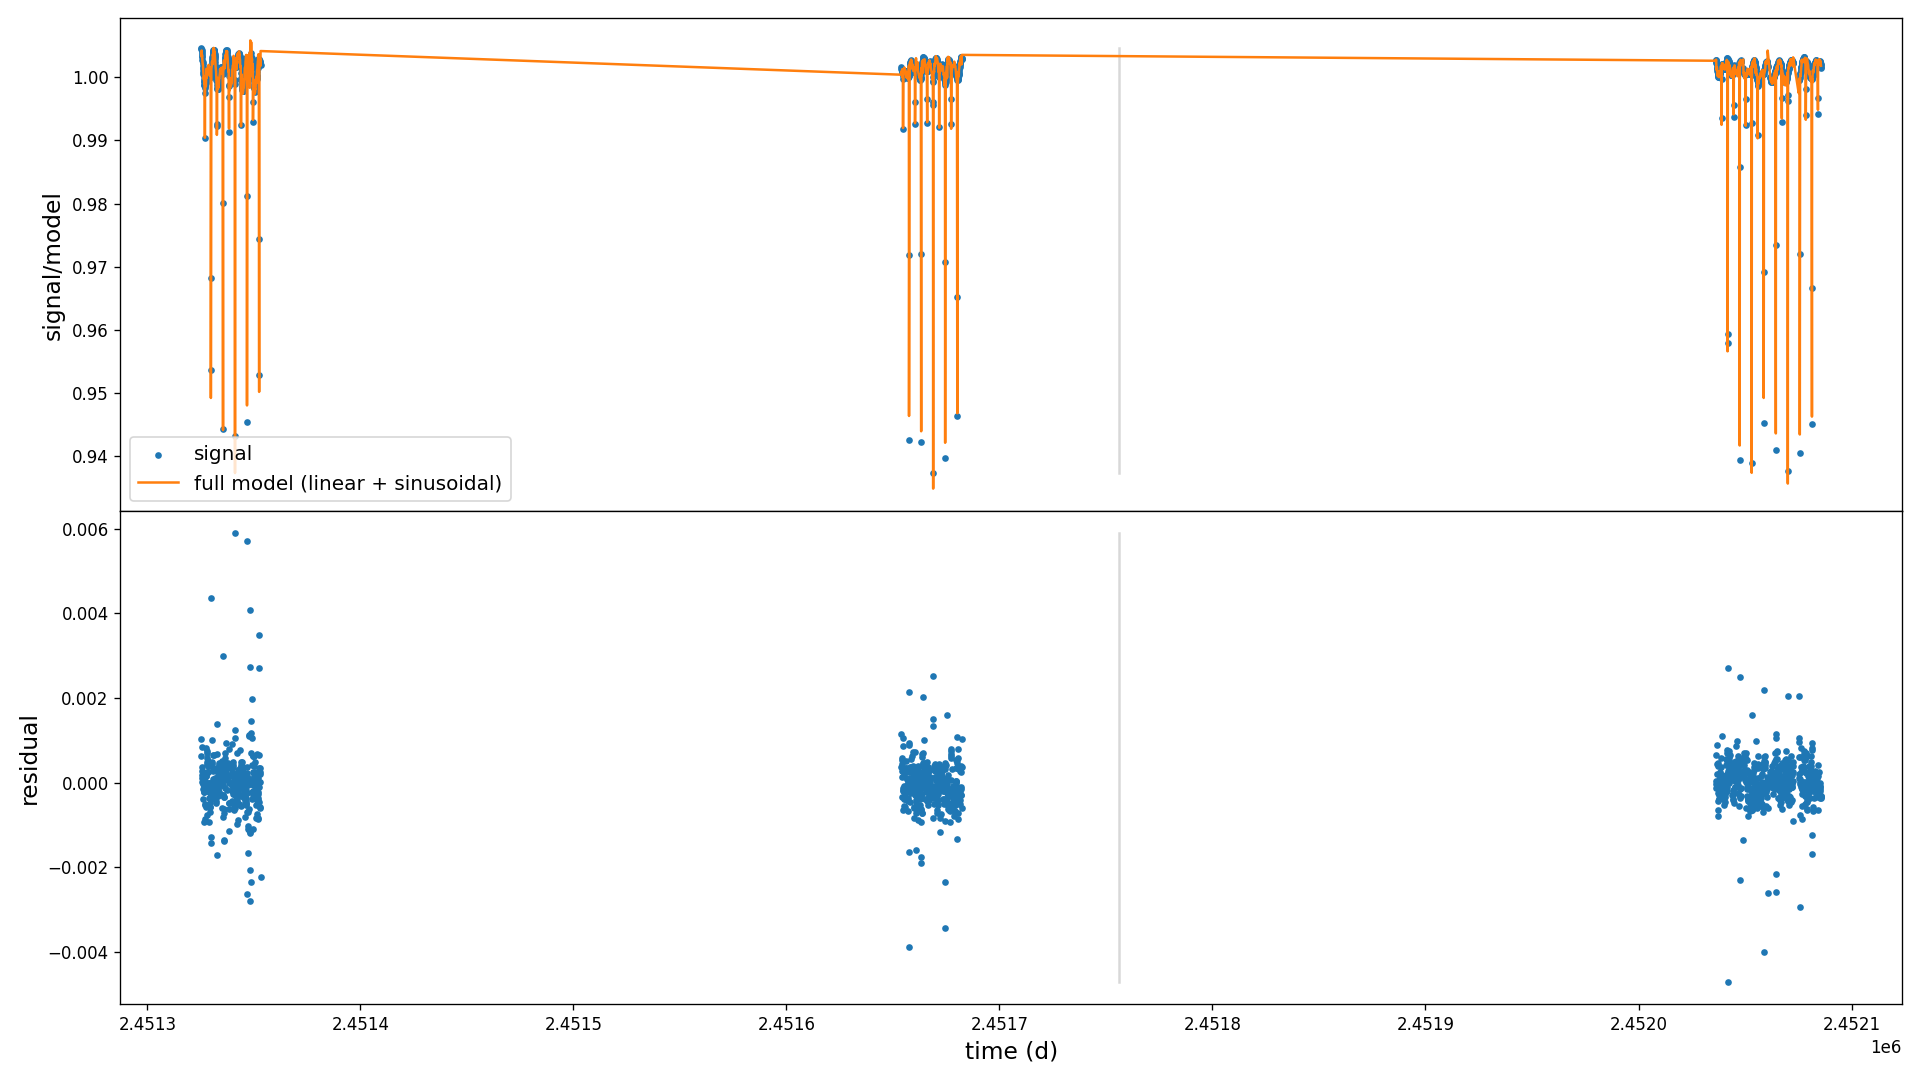 signal/model
1.00
0.99
0.98
0.97
0.96
0.95
0.94
signal
full model (linear + sinusoidal)
residual
0.006
0.004
0.002
0.000
−0.002
−0.004
2.4513 2.4514 2.4515 2.4516 2.4517 2.4518 2.4519 2.4520 2.4521
1e6
time (d)